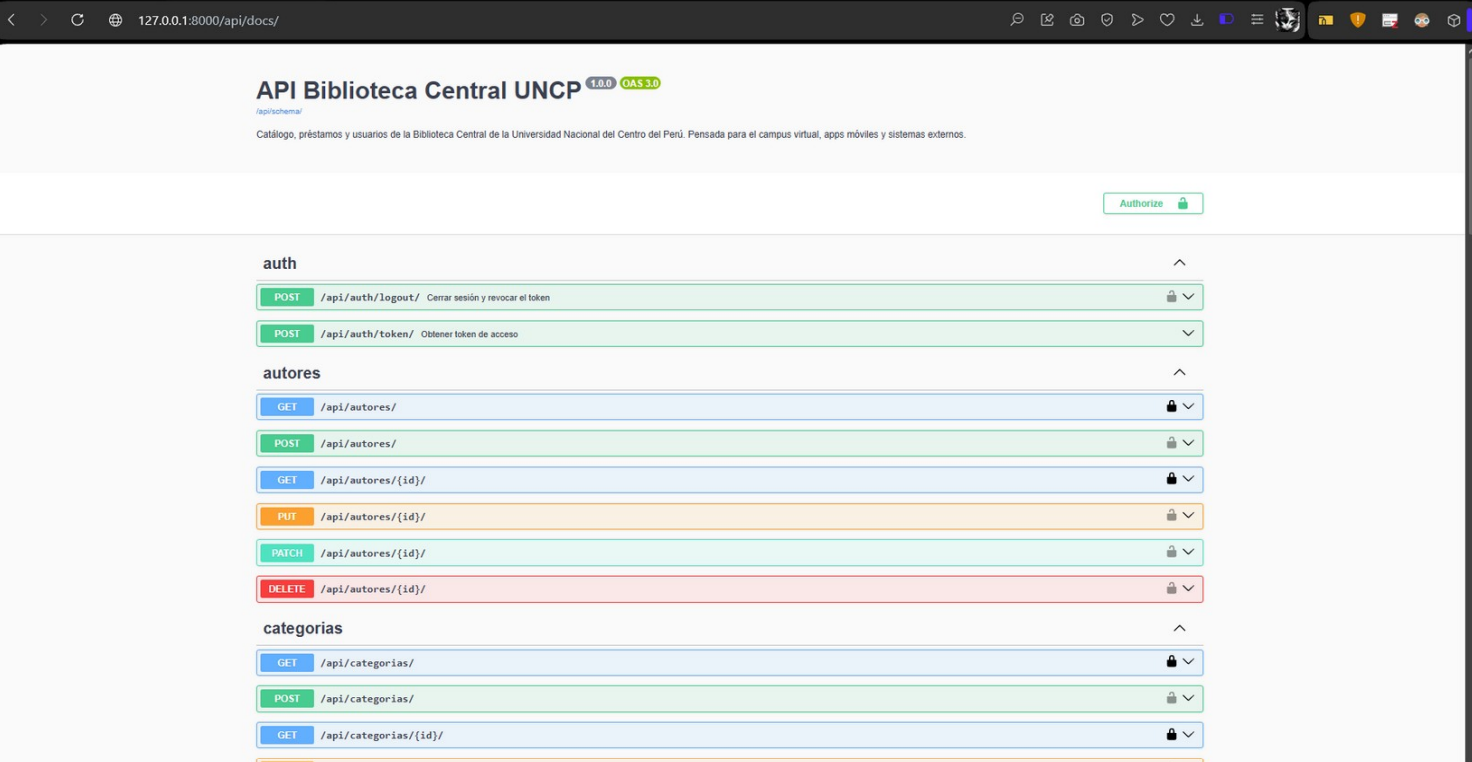 127.0.0.1:8000/api/docs/
API Biblioteca Central UNCP 1.0.0 OAS 3.0
/api/schema/
Catálogo, préstamos y usuarios de la Biblioteca Central de la Universidad Nacional del Centro del Perú. Pensada para el campus virtual, apps móviles y sistemas externos.
Authorize
auth
POST /api/auth/logout/ Cerrar sesión y revocar el token
POST /api/auth/token/ Obtener token de acceso
autores
GET /api/autores/
POST /api/autores/
GET /api/autores/{id}/
PUT /api/autores/{id}/
PATCH /api/autores/{id}/
DELETE /api/autores/{id}/
categorias
GET /api/categorias/
POST /api/categorias/
GET /api/categorias/{id}/